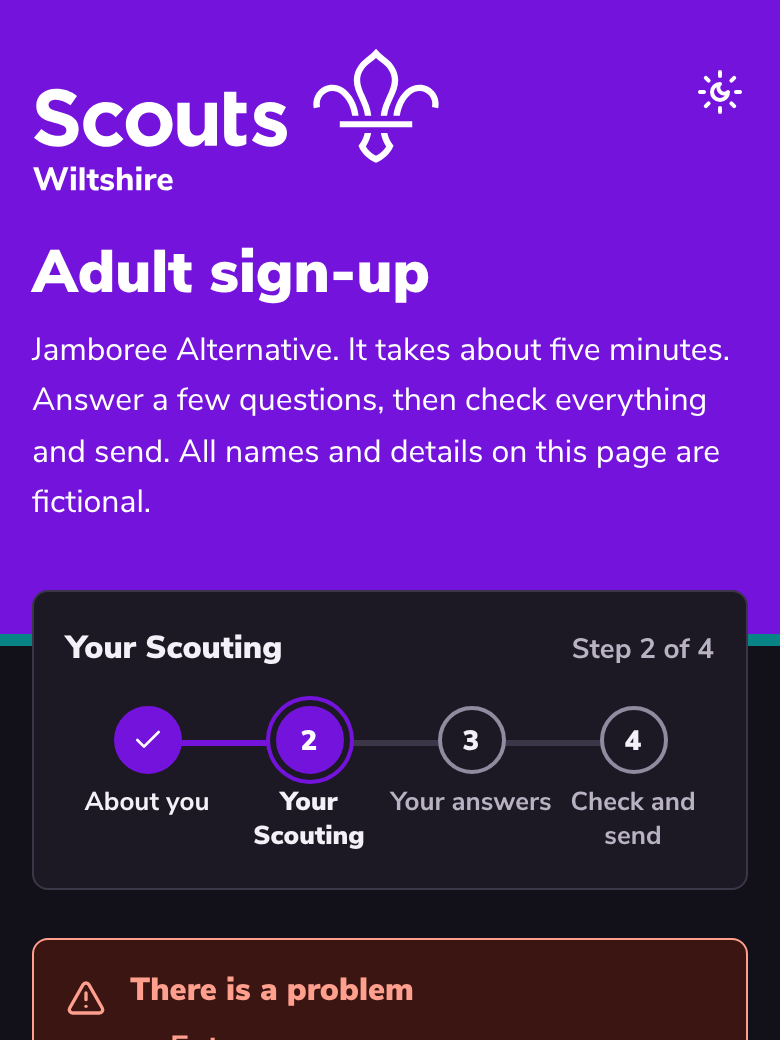 Scouts
Wiltshire
Adult sign-up
Jamboree Alternative. It takes about five minutes.
Answer a few questions, then check everything
and send. All names and details on this page are
fictional.
Your Scouting
Step 2 of 4
2
3
4
About you
Your
Scouting
Your answers
Check and
send
There is a problem